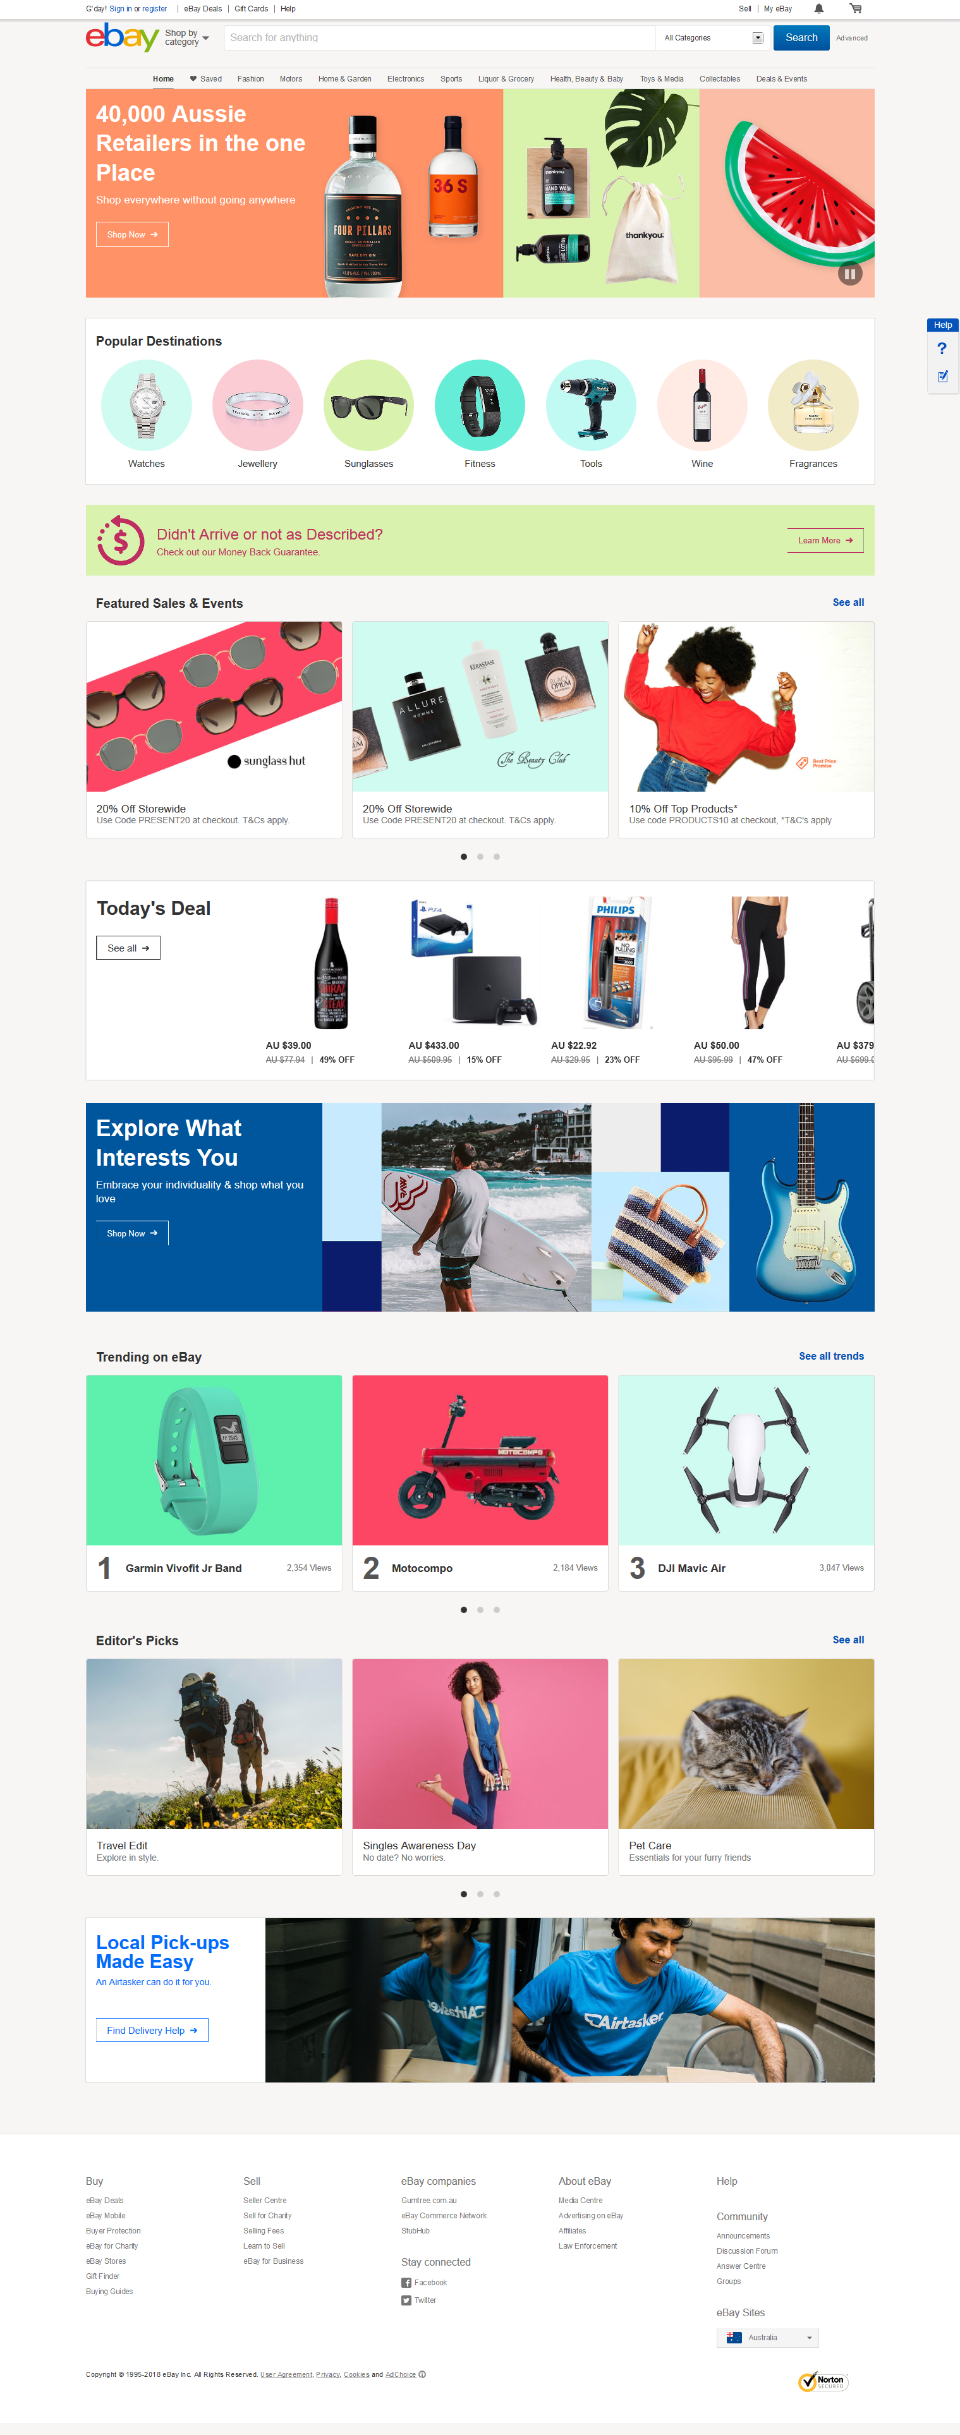 G'day! Sign in or register | eBay Deals | Gift Cards | Help
Sell | My eBay
ebay
Shop by
category
Search for anything
All Categories
Search
Advanced
Home
Saved
Fashion
Motors
Home & Garden
Electronics
Sports
Liquor & Grocery
Health, Beauty & Baby
Toys & Media
Collectables
Deals & Events
40,000 Aussie
Retailers in the one
Place
Shop everywhere without going anywhere
Shop Now →
FOUR PILLARS
36 S
thankyou.
HAND WASH
thankyou.
Help
?
Popular Destinations
Watches
Jewellery
Sunglasses
Fitness
Tools
Wine
Fragrances
$
Didn't Arrive or not as Described?
Check out our Money Back Guarantee.
Learn More →
Featured Sales & Events
See all
sunglass hut
ALLURE
HOMME
KERASTASE
BLACK
OPIUM
The Beauty Club
Best Price
Promise
20% Off Storewide
Use Code PRESENT20 at checkout. T&Cs apply.
20% Off Storewide
Use Code PRESENT20 at checkout. T&Cs apply.
10% Off Top Products*
Use code PRODUCTS10 at checkout, *T&C's apply
Today's Deal
See all →
PS4
PHILIPS
AU $39.00
AU $77.94 | 49% OFF
AU $433.00
AU $509.95 | 15% OFF
AU $22.92
AU $29.95 | 23% OFF
AU $50.00
AU $95.99 | 47% OFF
AU $379
AU $699.0
Explore What
Interests You
Embrace your individuality & shop what you
love
Shop Now →
Trending on eBay
See all trends
MOTOCOMPO
1 Garmin Vivofit Jr Band 2,354 Views
2 Motocompo 2,184 Views
3 DJI Mavic Air 3,047 Views
Editor's Picks
See all
Travel Edit
Explore in style.
Singles Awareness Day
No date? No worries.
Pet Care
Essentials for your furry friends
Local Pick-ups
Made Easy
An Airtasker can do it for you.
Find Delivery Help →
Airtasker
Airtasker
Buy
eBay Deals
eBay Mobile
Buyer Protection
eBay for Charity
eBay Stores
Gift Finder
Buying Guides
Sell
Seller Centre
Sell for Charity
Selling Fees
Learn to Sell
eBay for Business
eBay companies
Gumtree.com.au
eBay Commerce Network
StubHub
Stay connected
Facebook
Twitter
About eBay
Media Centre
Advertising on eBay
Affiliates
Law Enforcement
Help
Community
Announcements
Discussion Forum
Answer Centre
Groups
eBay Sites
Australia
Copyright © 1995-2018 eBay Inc. All Rights Reserved. User Agreement, Privacy, Cookies and AdChoice
Norton
SECURED